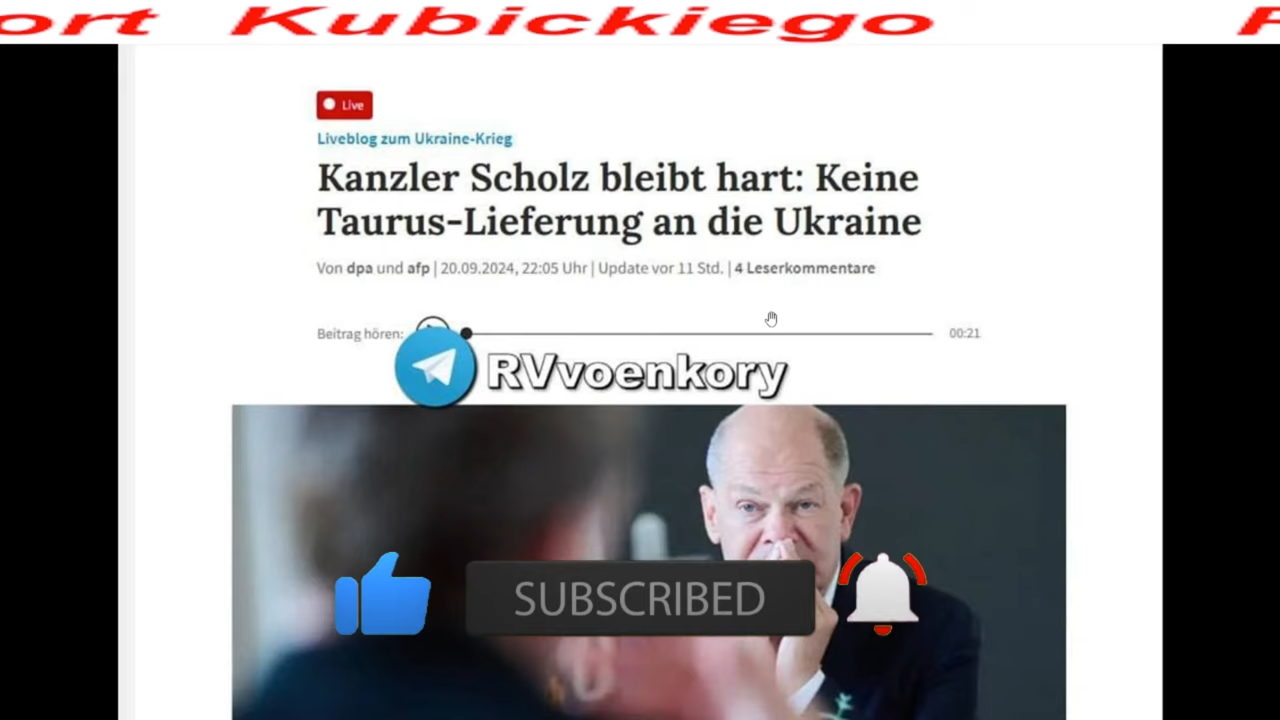 ort Kubickiego
Live
Liveblog zum Ukraine-Krieg
Kanzler Scholz bleibt hart: Keine
Taurus-Lieferung an die Ukraine
Von dpa und afp | 20.09.2024, 22:05 Uhr | Update vor 11 Std. | 4 Leserkommentare
Beitrag hören: 00:21
RVvoenkory
SUBSCRIBED